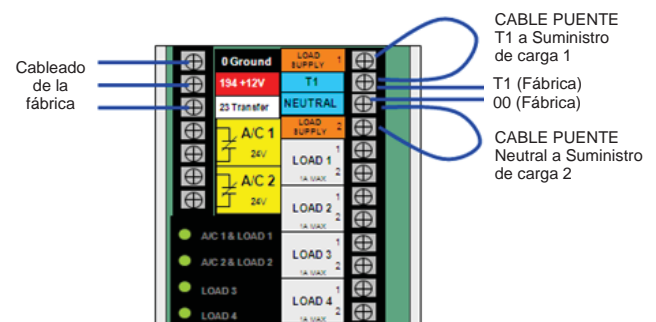 Cableado
de la
fábrica
0 Ground
194 +12V
23 Transfer
A/C 1
24V
A/C 2
24V
A/C 1 & LOAD 1
A/C 2 & LOAD 2
LOAD 3
LOAD 4
LOAD
SUPPLY 1
T1
NEUTRAL
LOAD
SUPPLY 2
LOAD 1
1
2
1A MAX
LOAD 2
1
2
1A MAX
LOAD 3
1
2
1A MAX
LOAD 4
1
2
1A MAX
CABLE PUENTE
T1 a Suministro
de carga 1
T1 (Fábrica)
00 (Fábrica)
CABLE PUENTE
Neutral a Suministro
de carga 2